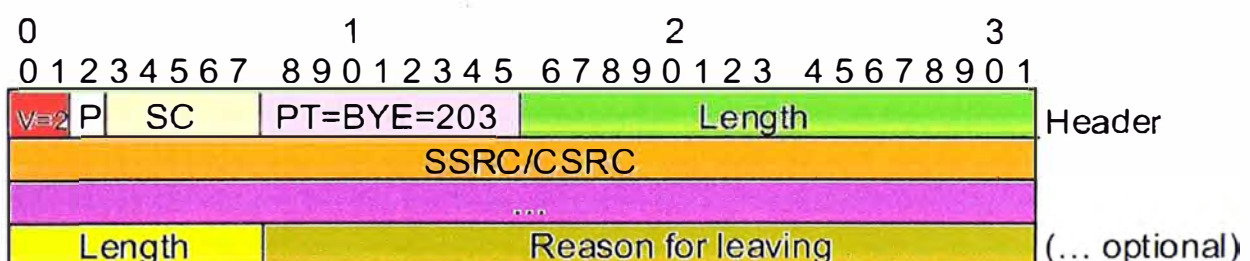 0 1 2 3
0 1 2 3 4 5 6 7 8 9 0 1 2 3 4 5 6 7 8 9 0 1 2 3 4 5 6 7 8 9 0 1
V=2 P SC PT=BYE=203 Length Header
SSRC/CSRC
...
Length Reason for leaving (... optional)